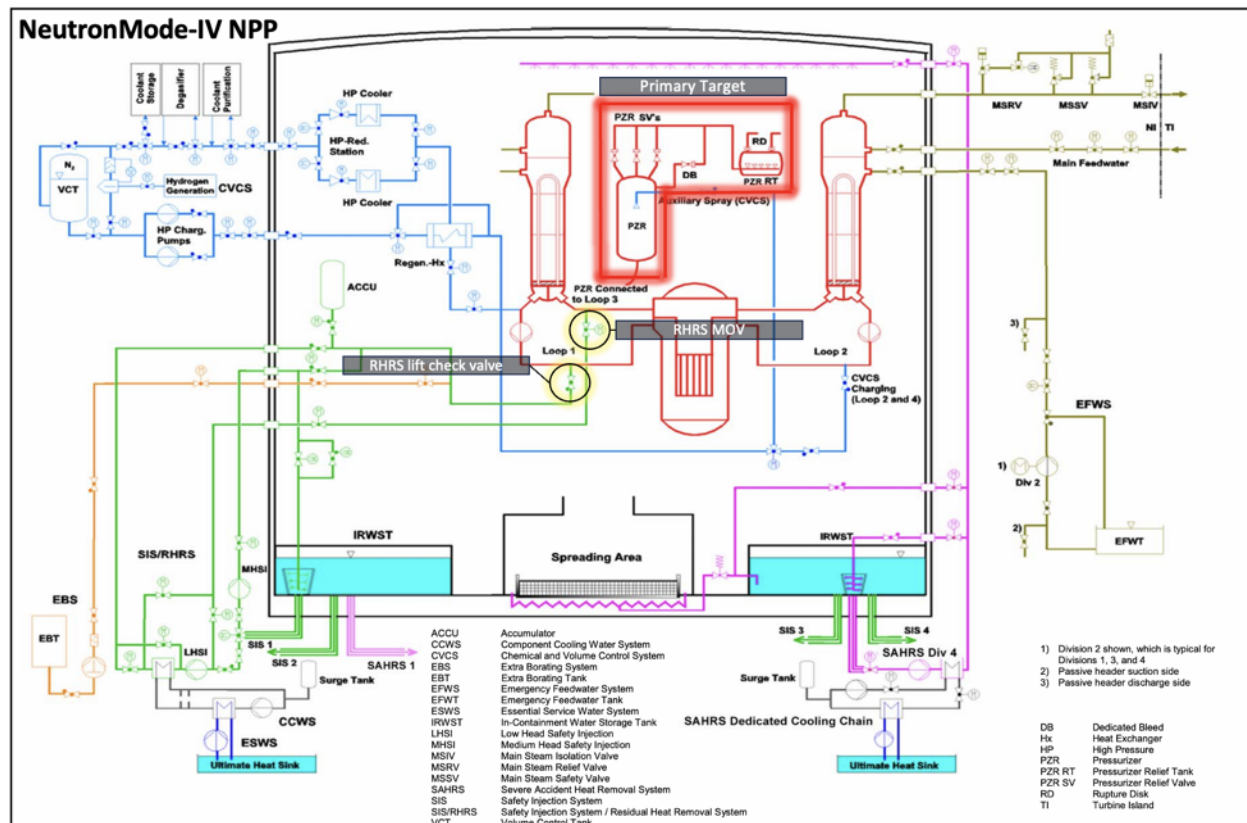 NeutronMode-IV NPP
Coolant Storage
Degasifier
Coolant Purification
HP Cooler
HP-Red. Station
N2
VCT
Hydrogen Generation
CVCS
HP Cooler
HP Charg. Pumps
Regen.-Hx
Primary Target
PZR SV's
RD
DB
PZR RT
Auxiliary Spray (CVCS)
PZR
PZR Connected
to Loop 3
MSRV
MSSV
MSIV
NI
TI
Main Feedwater
ACCU
RHRS MOV
Loop 1
Loop 2
RHRS lift check valve
CVCS
Charging
(Loop 2 and 4)
3)
EFWS
1)
Div 2
2)
EFWT
IRWST
Spreading Area
IRWST
SIS/RHRS
MHSI
EBS
EBT
LHSI
SIS 1
SIS 2
SAHRS 1
SIS 3
SIS 4
SAHRS Div 4
Surge Tank
CCWS
ESWS
Ultimate Heat Sink
Surge Tank
SAHRS Dedicated Cooling Chain
Ultimate Heat Sink
ACCU Accumulator
CCWS Component Cooling Water System
CVCS Chemical and Volume Control System
EBS Extra Borating System
EBT Extra Borating Tank
EFWS Emergency Feedwater System
EFWT Emergency Feedwater Tank
ESWS Essential Service Water System
IRWST In-Containment Water Storage Tank
LHSI Low Head Safety Injection
MHSI Medium Head Safety Injection
MSIV Main Steam Isolation Valve
MSRV Main Steam Relief Valve
MSSV Main Steam Safety Valve
SAHRS Severe Accident Heat Removal System
SIS Safety Injection System
SIS/RHRS Safety Injection System / Residual Heat Removal System
VCT Volume Control Tank
1) Division 2 shown, which is typical for
Divisions 1, 3, and 4
2) Passive header suction side
3) Passive header discharge side
DB Dedicated Bleed
Hx Heat Exchanger
HP High Pressure
PZR Pressurizer
PZR RT Pressurizer Relief Tank
PZR SV Pressurizer Relief Valve
RD Rupture Disk
TI Turbine Island